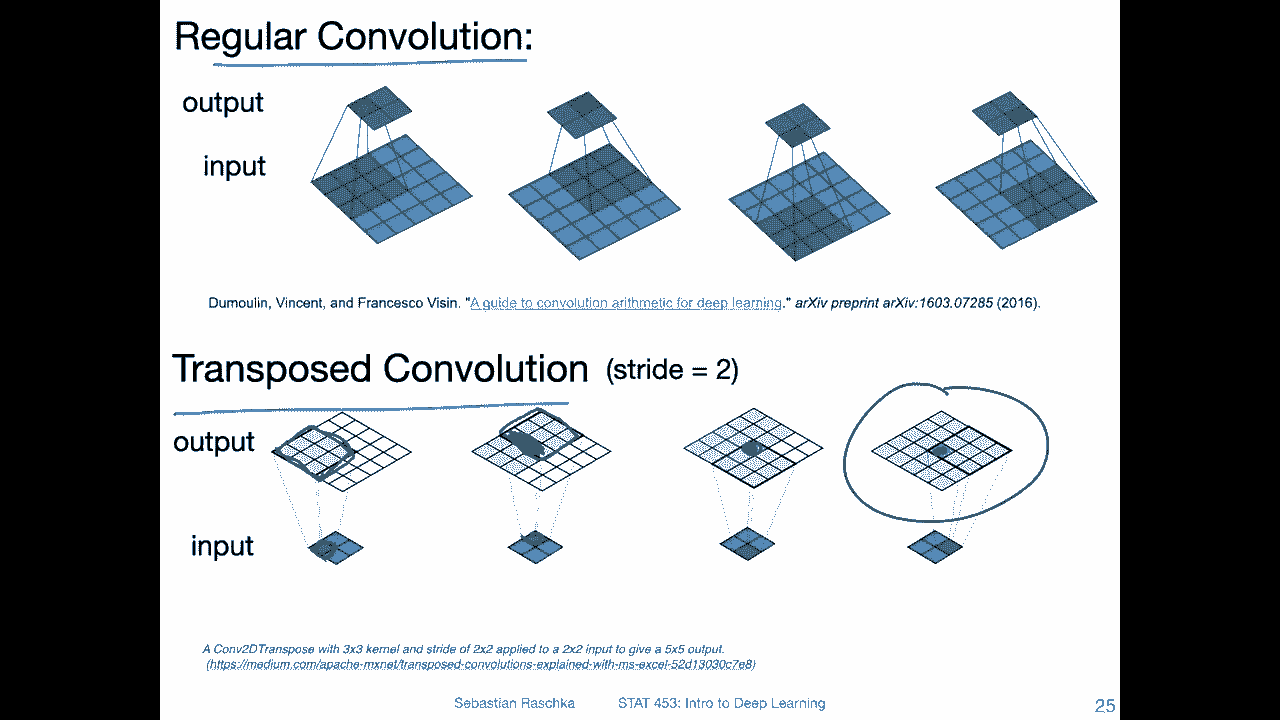 Regular Convolution:
output
input
Dumoulin, Vincent, and Francesco Visin. "A guide to convolution arithmetic for deep learning." arXiv preprint arXiv:1603.07285 (2016).
Transposed Convolution (stride = 2)
output
input
A Conv2DTranspose with 3x3 kernel and stride of 2x2 applied to a 2x2 input to give a 5x5 output.
(https://medium.com/apache-mxnet/transposed-convolutions-explained-with-ms-excel-52d13030c7e8)
Sebastian Raschka STAT 453: Intro to Deep Learning 25